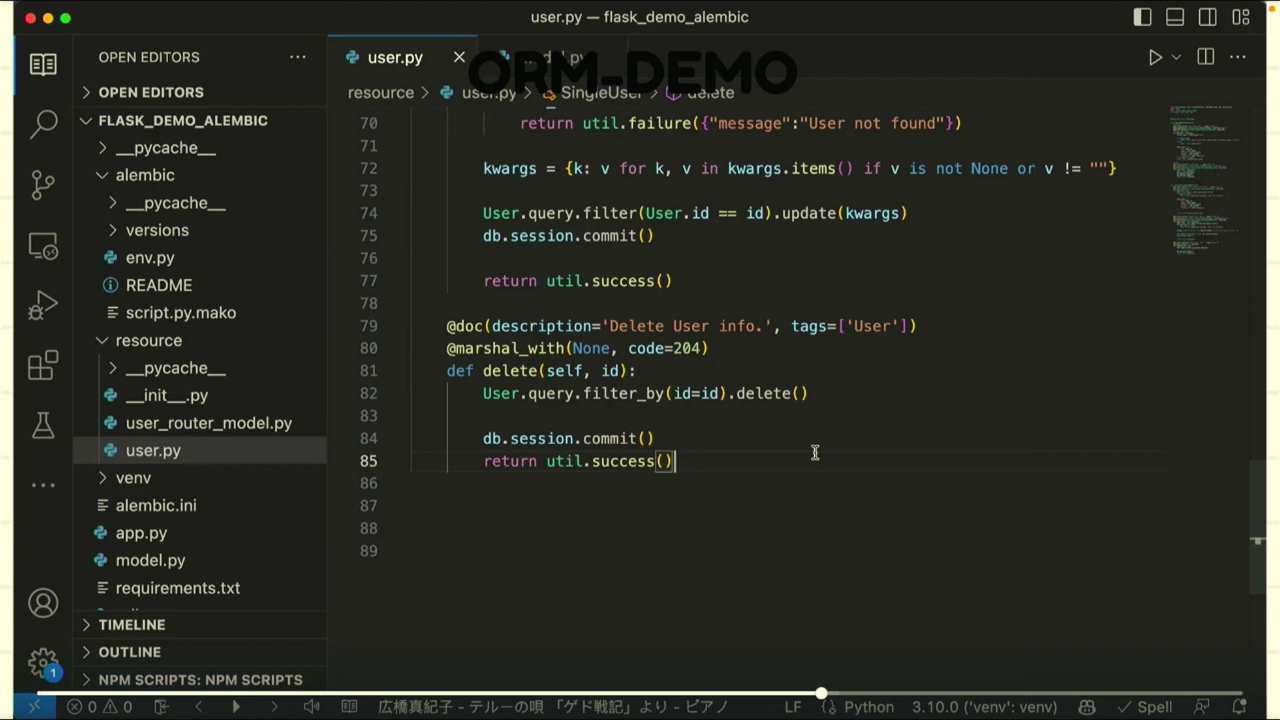 user.py — flask_demo_alembic
OPEN EDITORS
user.py
ORM-DEMO
OPEN EDITORS
resource > user.py > SingleUser > delete
FLASK_DEMO_ALEMBIC
__pycache__
alembic
__pycache__
versions
env.py
README
script.py.mako
resource
__pycache__
__init__.py
user_router_model.py
user.py
venv
alembic.ini
app.py
model.py
requirements.txt
TIMELINE
OUTLINE
NPM SCRIPTS: NPM SCRIPTS
70 return util.failure({"message":"User not found"})
71
72 kwargs = {k: v for k, v in kwargs.items() if v is not None or v != ""}
73
74 User.query.filter(User.id == id).update(kwargs)
75 db.session.commit()
76
77 return util.success()
78
79 @doc(description='Delete User info.', tags=['User'])
80 @marshal_with(None, code=204)
81 def delete(self, id):
82 User.query.filter_by(id=id).delete()
83
84 db.session.commit()
85 return util.success()
86
87
88
89
1
0 0 広橋真紀子 - テルーの唄 「ゲド戦記」より - ピアノ LF Python 3.10.0 ('venv': venv) Spell